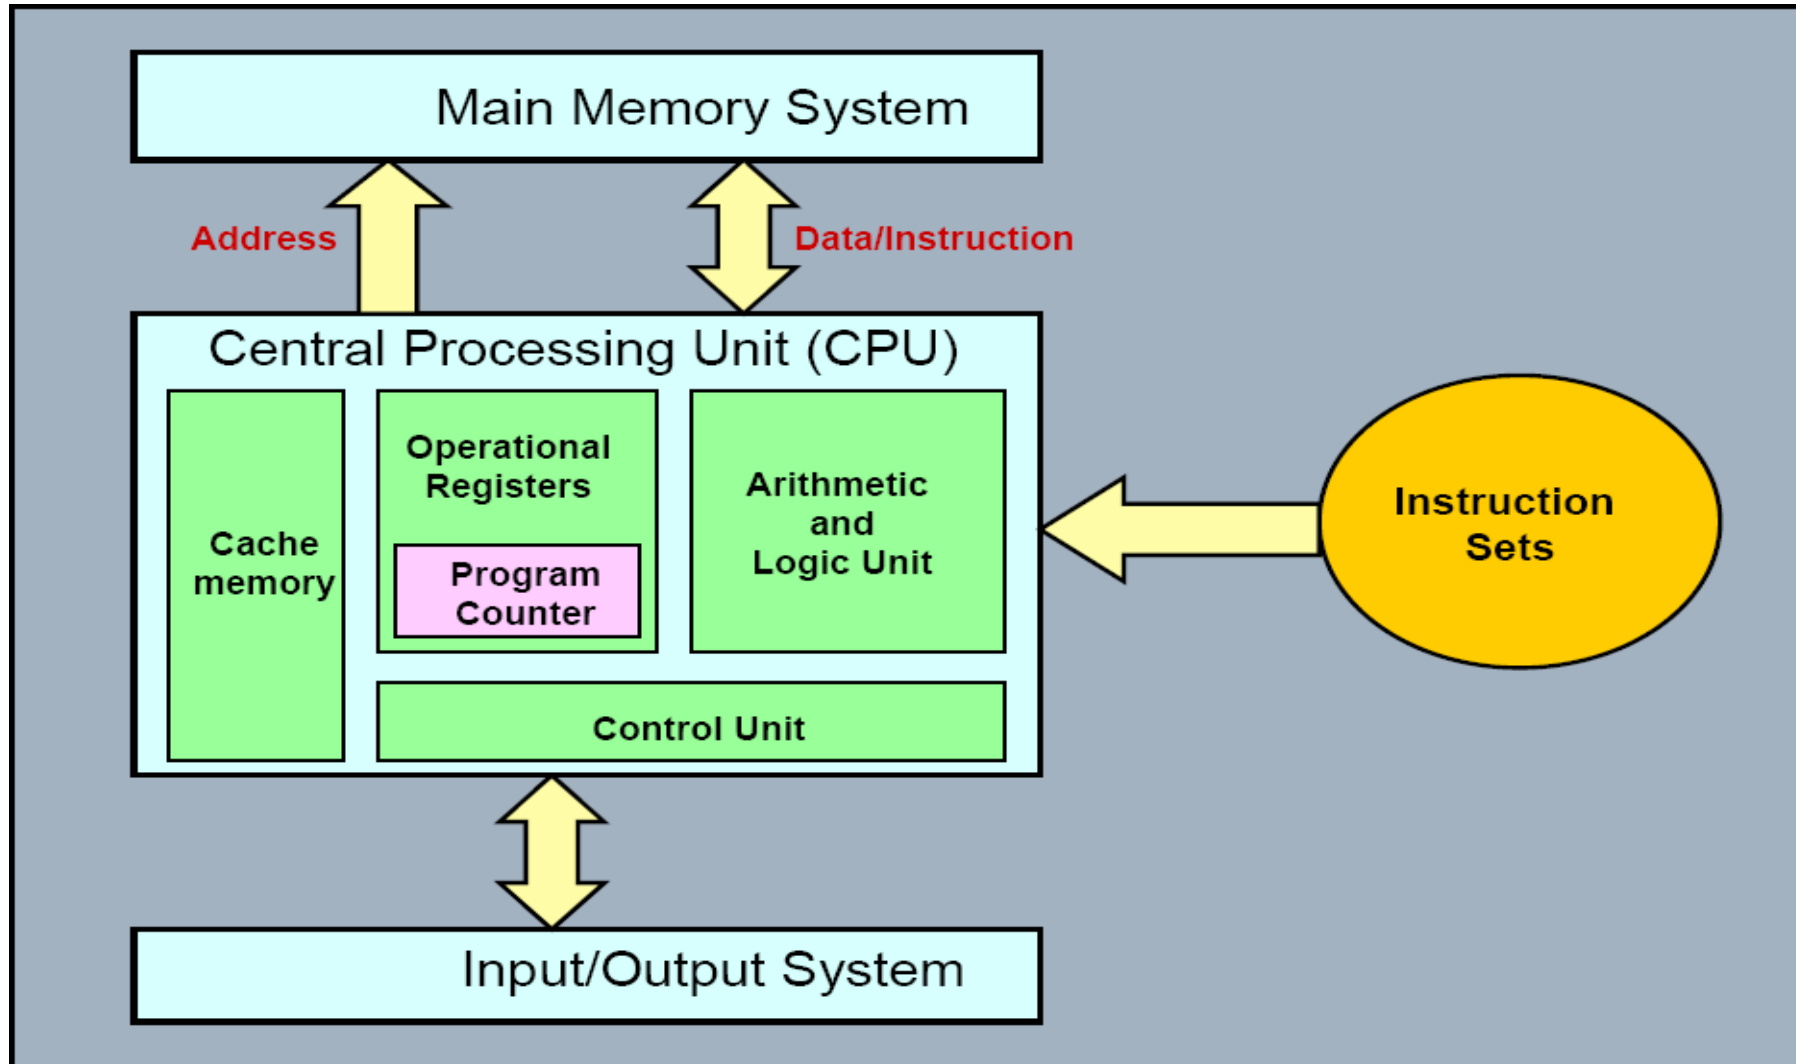 Main Memory System
Address
Data/Instruction
Central Processing Unit (CPU)
Cache
memory
Operational
Registers
Program
Counter
Arithmetic
and
Logic Unit
Control Unit
Instruction
Sets
Input/Output System